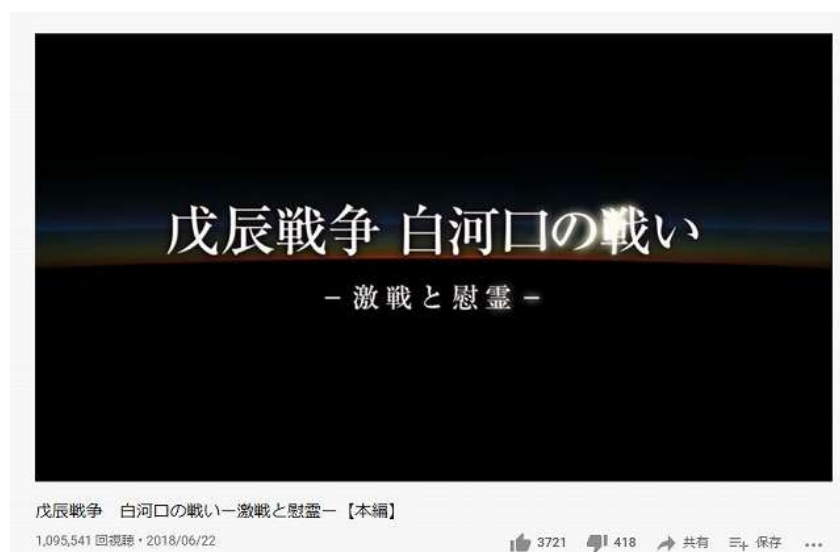 戊辰戦争 白河口の戦い
－激戦と慰霊－
戊辰戦争　白河口の戦いー激戦と慰霊ー【本編】
1,095,541 回視聴・2018/06/22
3721 418 共有 保存 …